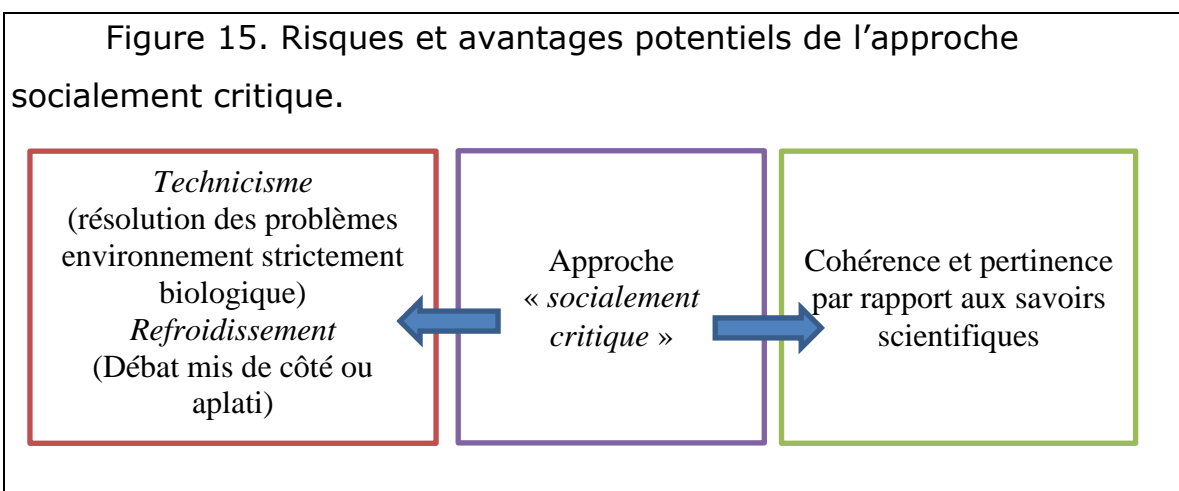 Figure 15. Risques et avantages potentiels de l’approche
socialement critique.
Technicisme
(résolution des problèmes
environnement strictement
biologique)
Refroidissement
(Débat mis de côté ou
aplati)
Approche
« socialement
critique »
Cohérence et pertinence
par rapport aux savoirs
scientifiques